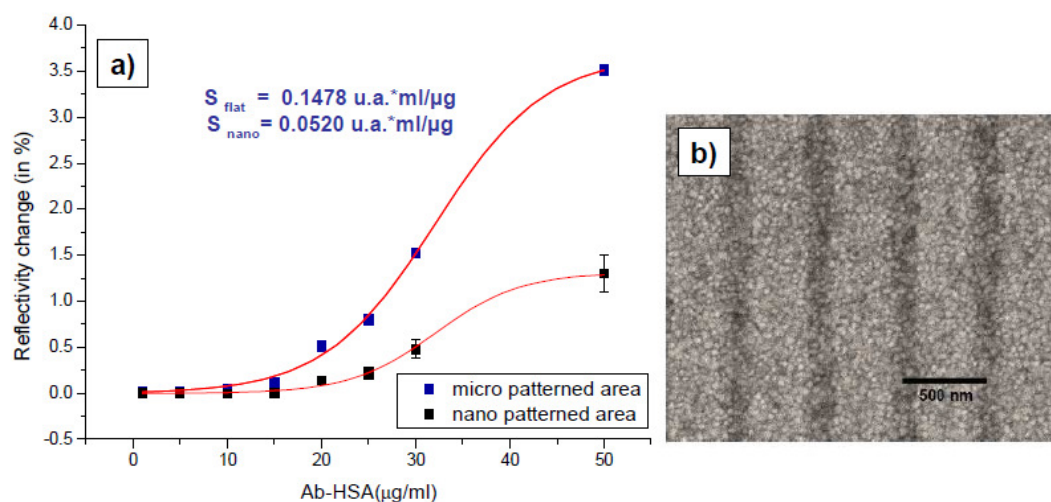 a)
S flat = 0.1478 u.a.*ml/µg
S nano = 0.0520 u.a.*ml/µg
4.0
3.5
3.0
2.5
2.0
1.5
1.0
0.5
0.0
-0.5
Reflectivity change (in %)
0
10
20
30
40
50
Ab-HSA(µg/ml)
micro patterned area
nano patterned area
b)
500 nm